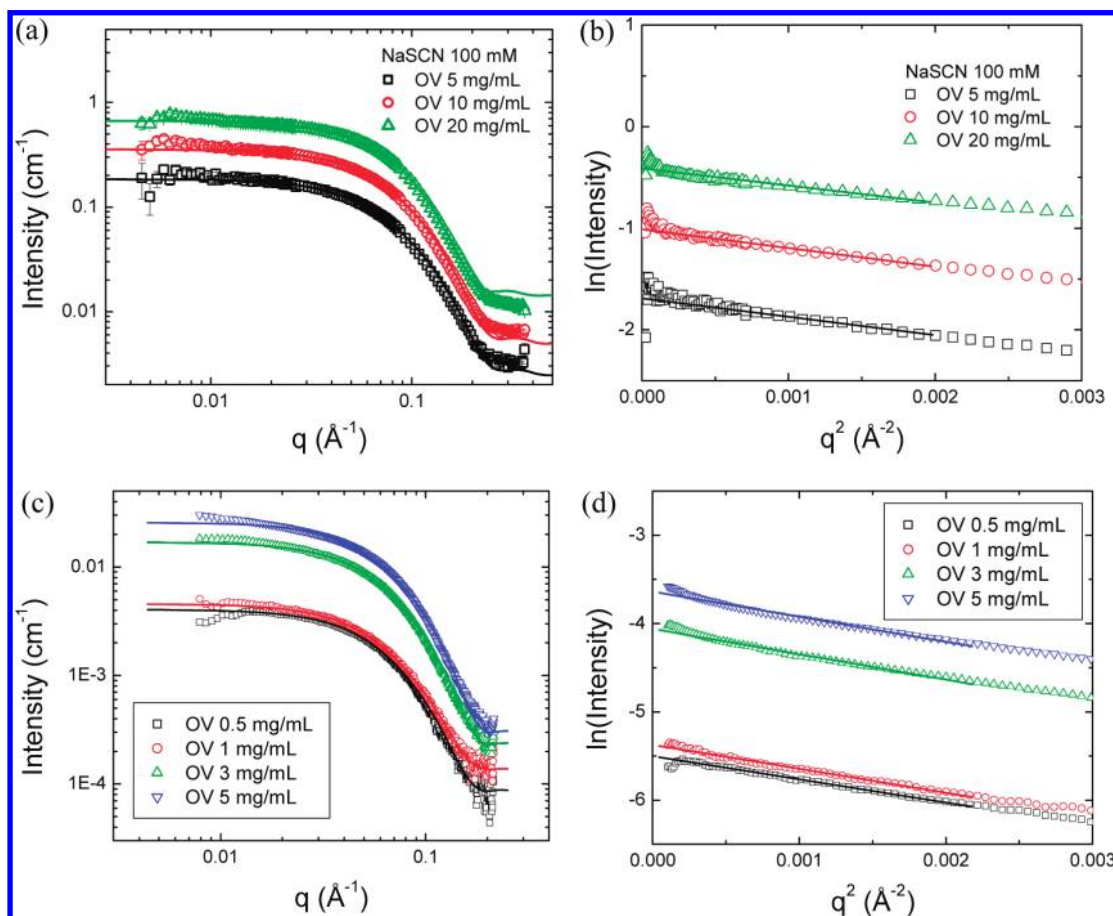 (a)
NaSCN 100 mM
OV 5 mg/mL
OV 10 mg/mL
OV 20 mg/mL
1
0.1
0.01
Intensity (cm⁻¹)
0.01 0.1
q (Å⁻¹)
(b)
NaSCN 100 mM
OV 5 mg/mL
OV 10 mg/mL
OV 20 mg/mL
1
0
-1
-2
ln(Intensity)
0.000 0.001 0.002 0.003
q² (Å⁻²)
(c)
OV 0.5 mg/mL
OV 1 mg/mL
OV 3 mg/mL
OV 5 mg/mL
0.01
1E-3
1E-4
Intensity (cm⁻¹)
0.01 0.1
q (Å⁻¹)
(d)
OV 0.5 mg/mL
OV 1 mg/mL
OV 3 mg/mL
OV 5 mg/mL
-3
-4
-5
-6
ln(Intensity)
0.000 0.001 0.002 0.003
q² (Å⁻²)